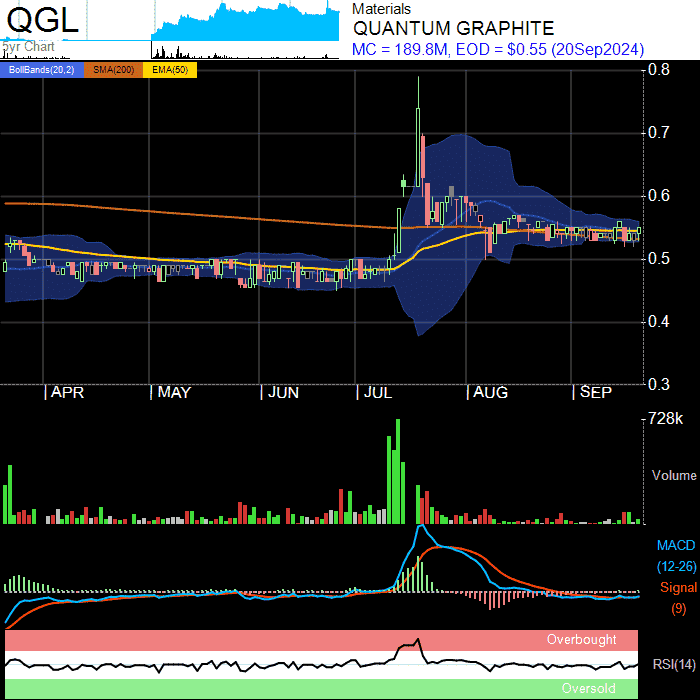 QGL
5yr Chart
Materials
QUANTUM GRAPHITE
MC = 189.8M, EOD = $0.55 (20Sep2024)
BollBands(20,2) SMA(200) EMA(50)
0.8
0.7
0.6
0.5
0.4
0.3
APR MAY JUN JUL AUG SEP
728k
Volume
MACD
(12-26)
Signal
(9)
Overbought
RSI(14)
Oversold